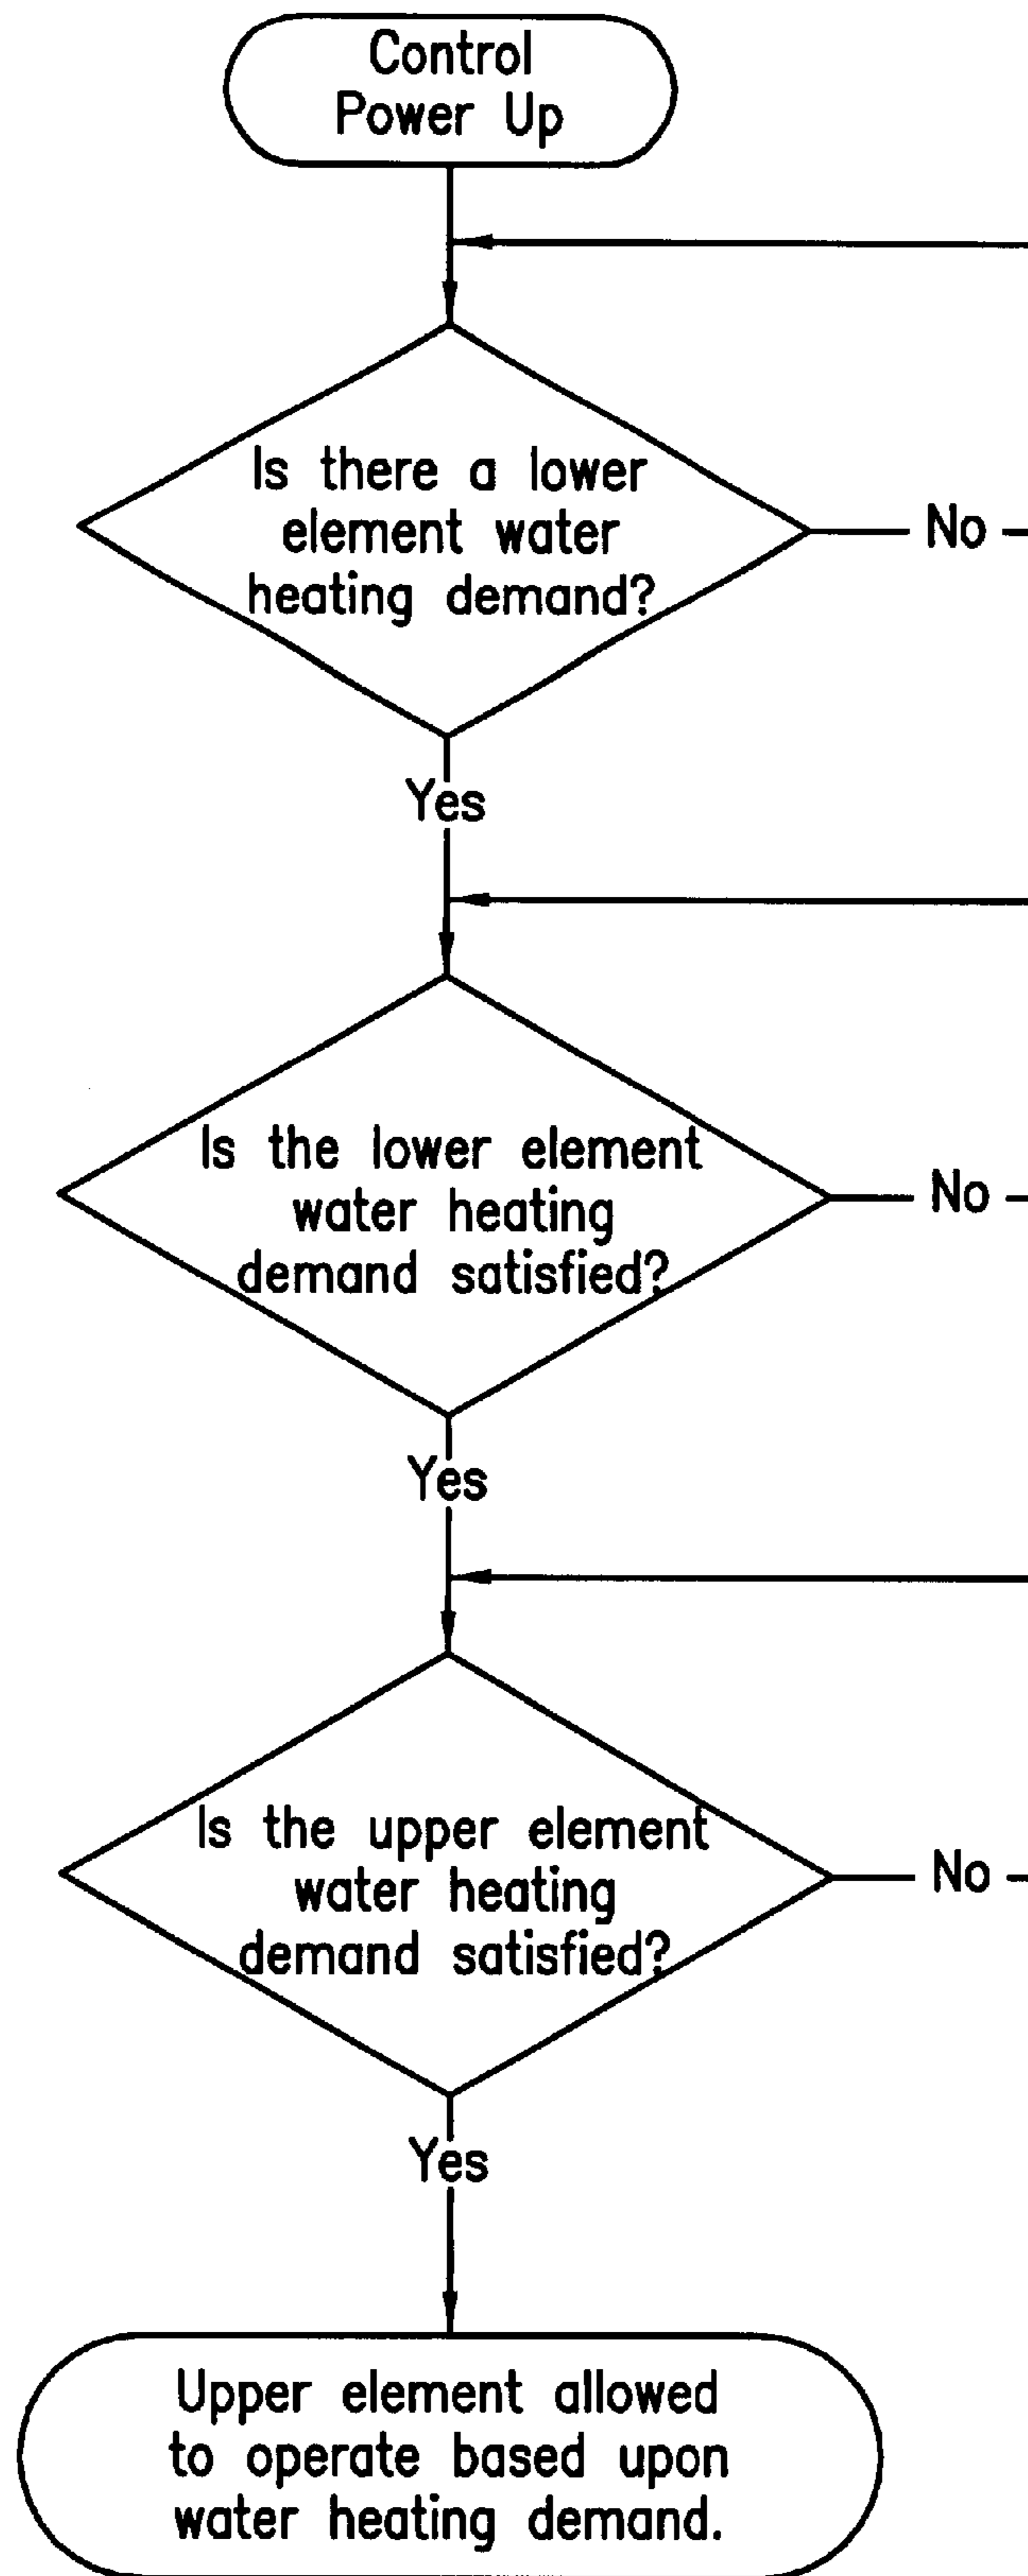 Control
Power Up
Is there a lower
element water
heating demand?
No
Yes
Is the lower element
water heating
demand satisfied?
No
Yes
Is the upper element
water heating
demand satisfied?
No
Yes
Upper element allowed
to operate based upon
water heating demand.